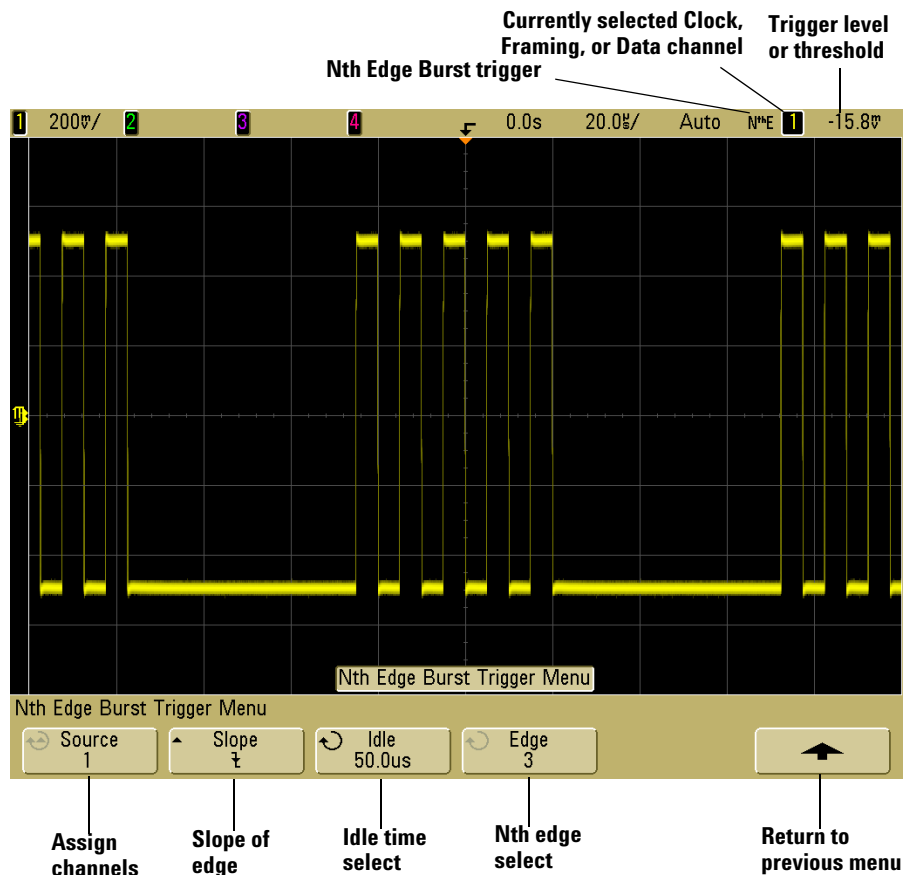 Currently selected Clock,
Framing, or Data channel
Trigger level
or threshold
Nth Edge Burst trigger
1 200mV/ 2 3 4 0.0s 20.0us/ Auto NthE 1 -15.8mV
Nth Edge Burst Trigger Menu
Nth Edge Burst Trigger Menu
Source
1
Slope
Idle
50.0us
Edge
3
Assign
channels
Slope of
edge
Idle time
select
Nth edge
select
Return to
previous menu